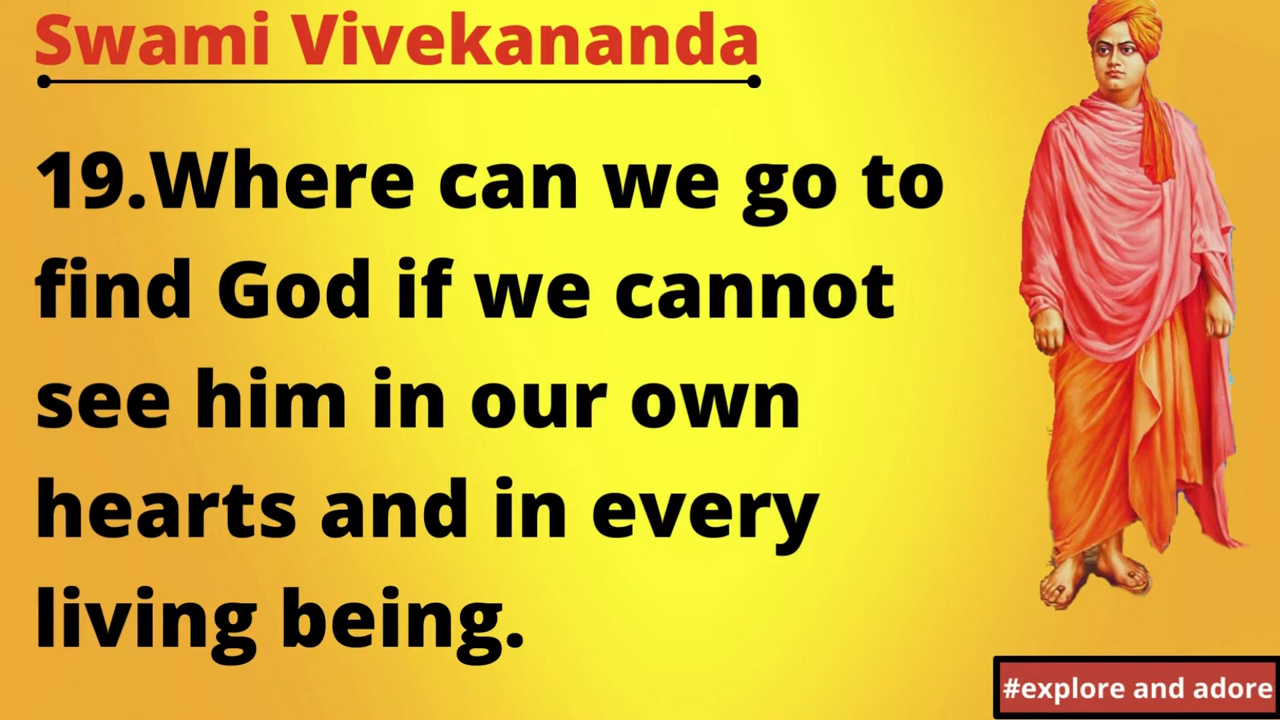 Swami Vivekananda
19.Where can we go to
find God if we cannot
see him in our own
hearts and in every
living being.
#explore and adore